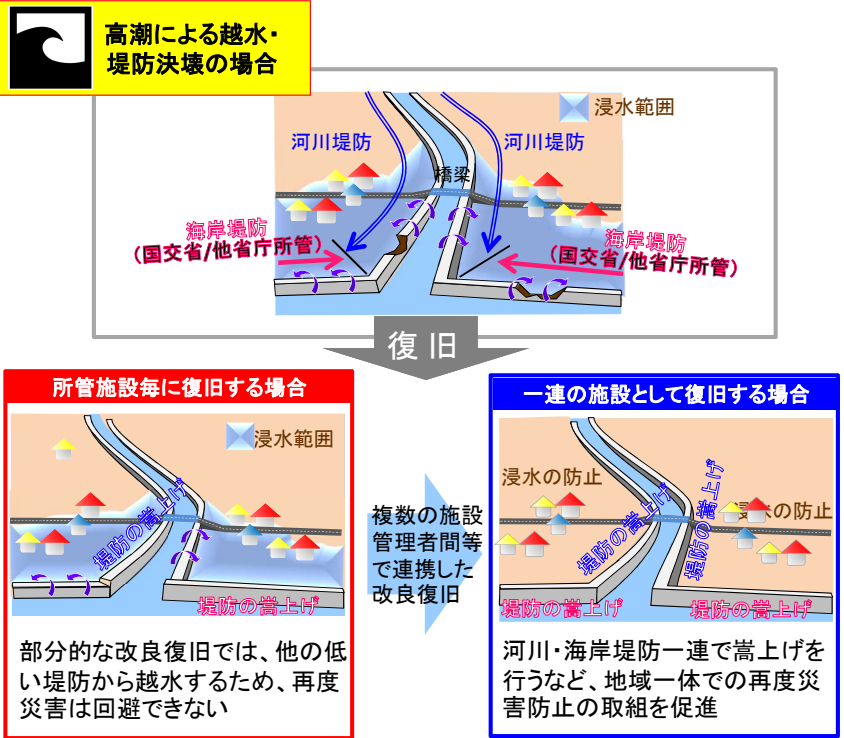 高潮による越水・
堤防決壊の場合
浸水範囲
河川堤防
河川堤防
橋梁
海岸堤防
(国交省/他省庁所管)
海岸堤防
(国交省/他省庁所管)
復 旧
所管施設毎に復旧する場合
浸水範囲
堤防の嵩上げ
堤防の嵩上げ
部分的な改良復旧では、他の低
い堤防から越水するため、再度
災害は回避できない
複数の施設
管理者間等
で連携した
改良復旧
一連の施設として復旧する場合
浸水の防止
浸水の防止
堤防の嵩上げ
堤防の嵩上げ
堤防の嵩上げ
堤防の嵩上げ
河川・海岸堤防一連で嵩上げを
行うなど、地域一体での再度災
害防止の取組を促進